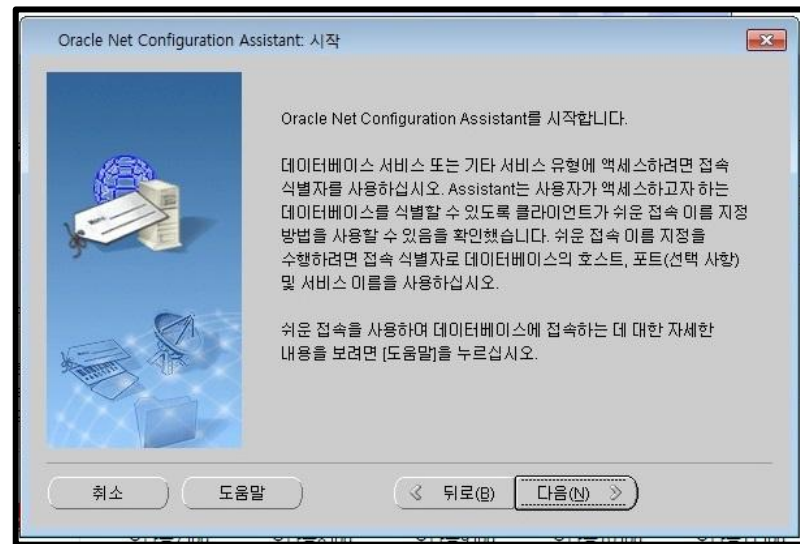 Oracle Net Configuration Assistant: 시작
Oracle Net Configuration Assistant를 시작합니다.
데이터베이스 서비스 또는 기타 서비스 유형에 액세스하려면 접속
식별자를 사용하십시오. Assistant는 사용자가 액세스하고자 하는
데이터베이스를 식별할 수 있도록 클라이언트가 쉬운 접속 이름 지정
방법을 사용할 수 있음을 확인했습니다. 쉬운 접속 이름 지정을
수행하려면 접속 식별자로 데이터베이스의 호스트, 포트(선택 사항)
및 서비스 이름을 사용하십시오.
쉬운 접속을 사용하여 데이터베이스에 접속하는 데 대한 자세한
내용을 보려면 [도움말]을 누르십시오.
취소 도움말 뒤로(B) 다음(N)